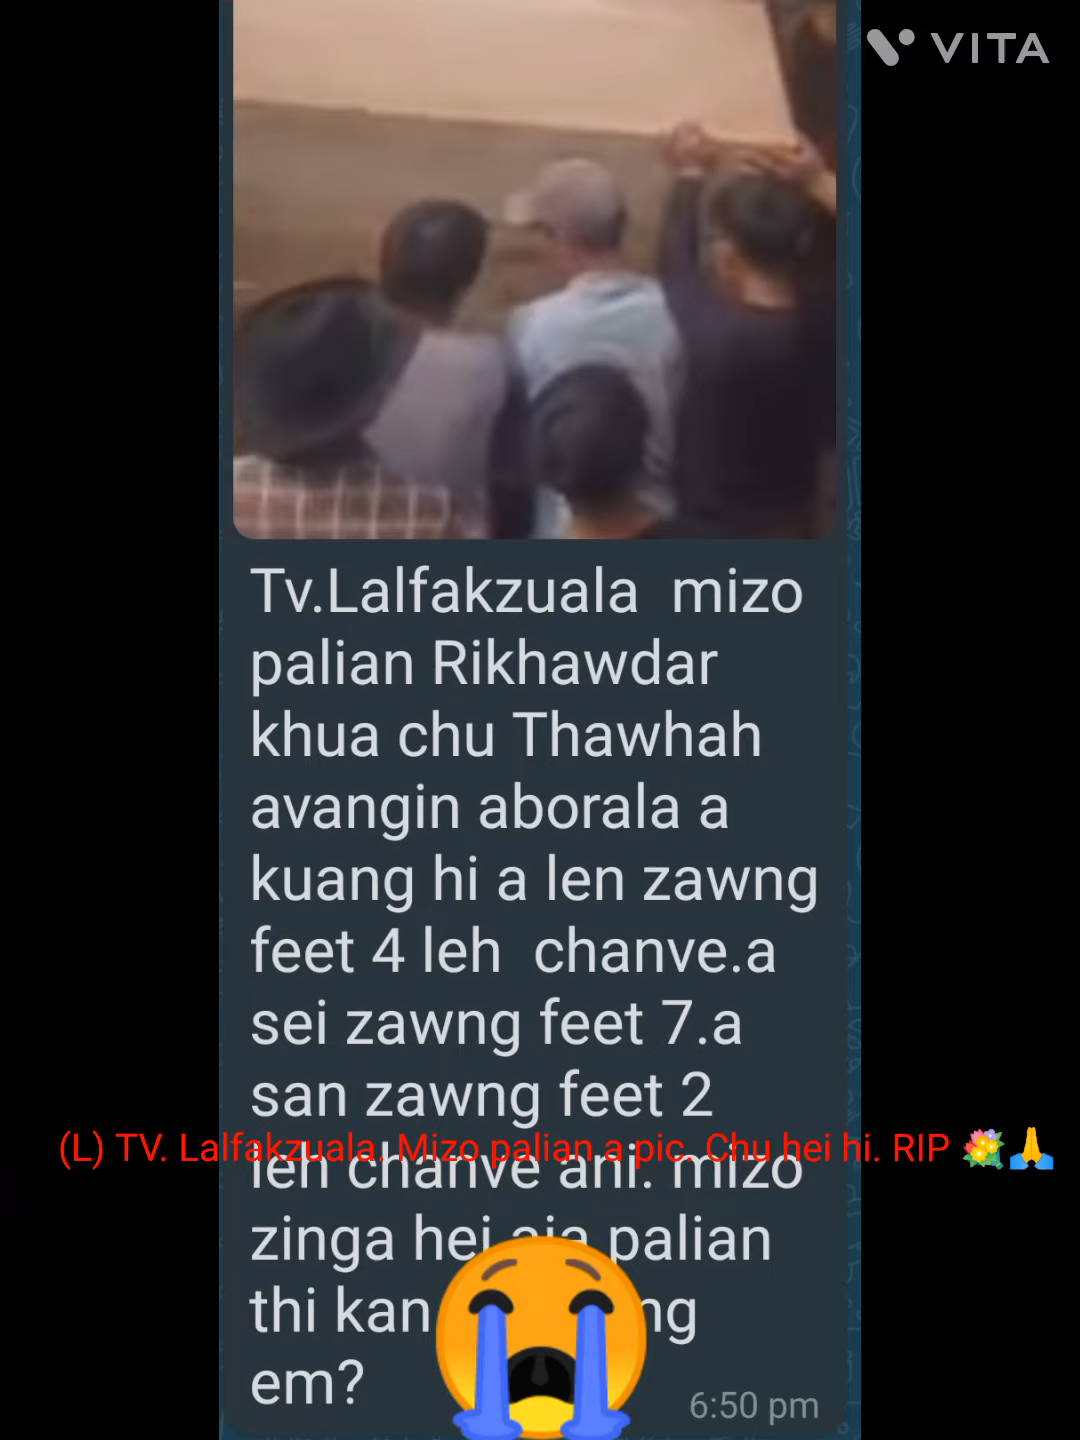 VITA
Tv.Lalfakzuala mizo
palian Rikhawdar
khua chu Thawhah
avangin aborala a
kuang hi a len zawng
feet 4 leh chanve.a
sei zawng feet 7.a
san zawng feet 2
(L) TV. Lalfakzuala. Mizo palian a pic. Chu hei hi. RIP 💐🙏
leh chanve ani. mizo
zinga hei aia palian
thi kan ng
em?
6:50 pm